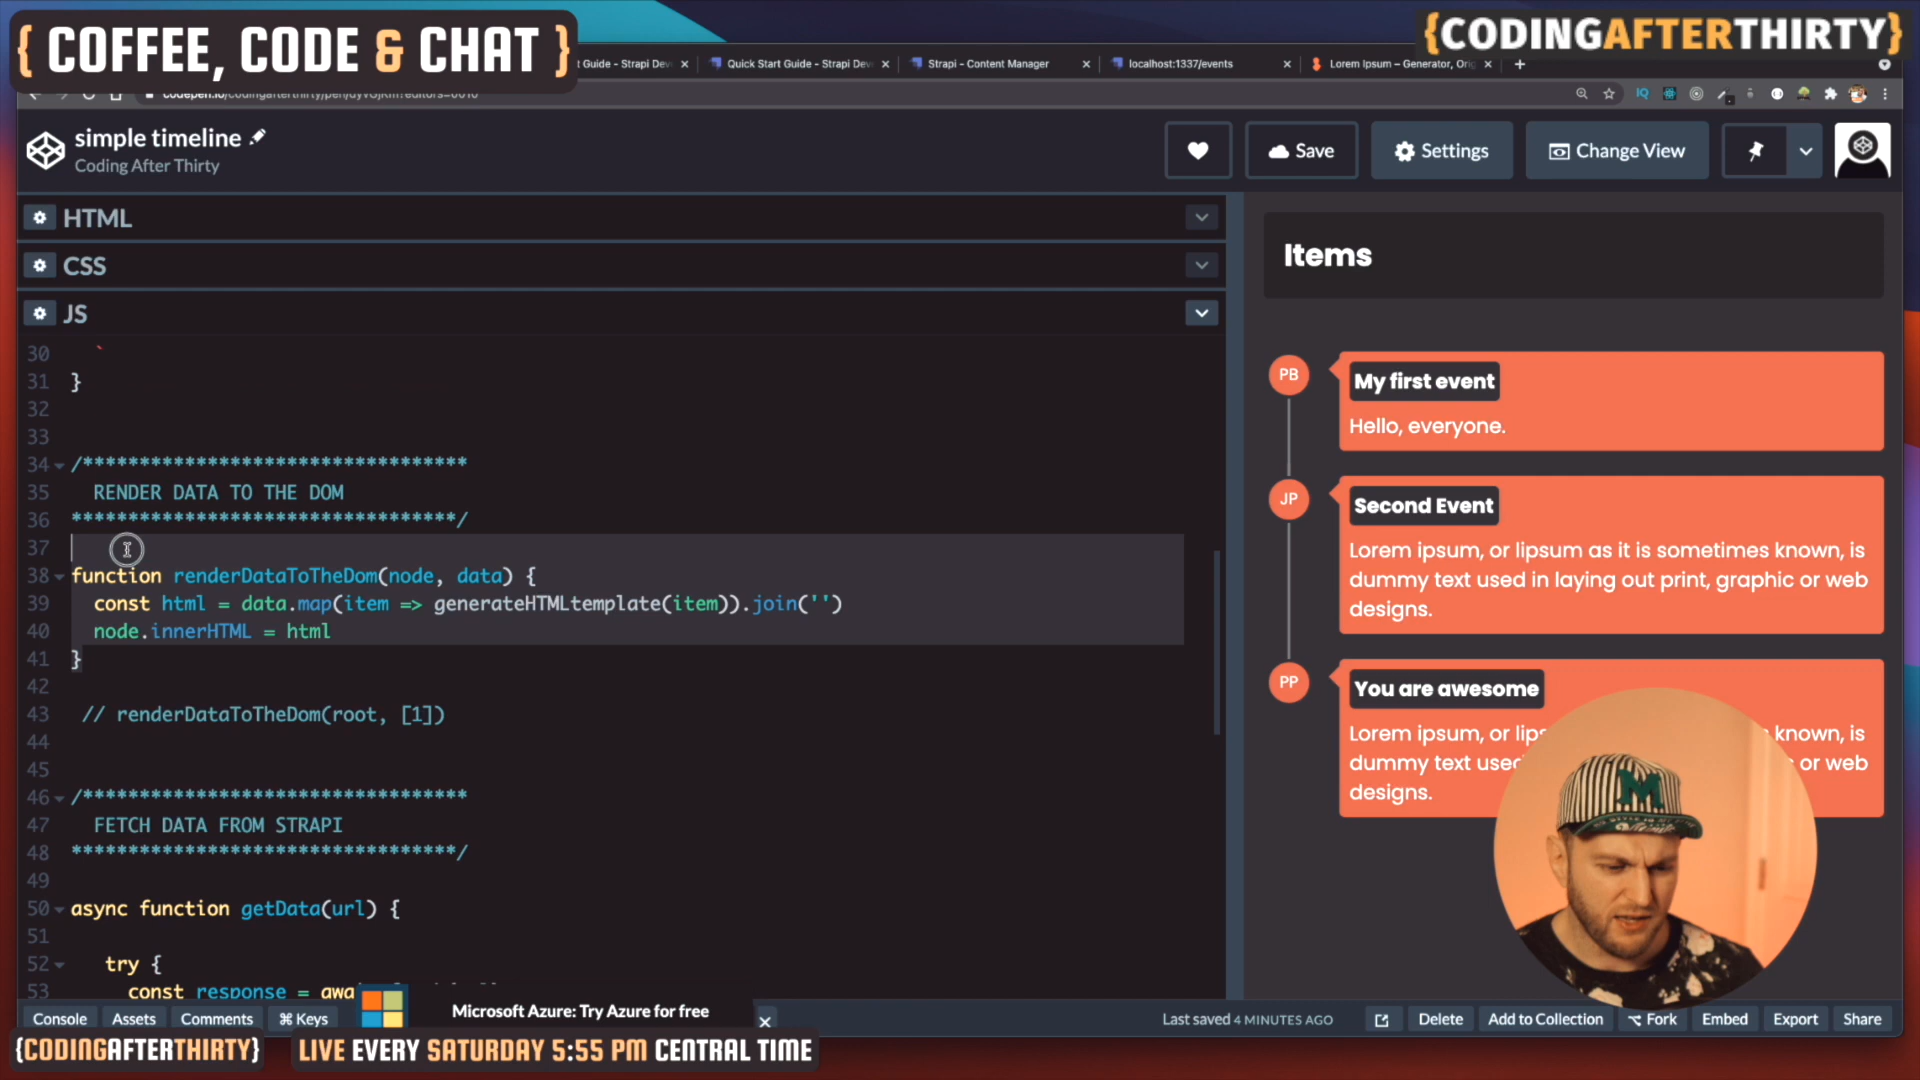 { COFFEE, CODE & CHAT }
{CODINGAFTERTHIRTY}
t Guide - Strapi Dev
Quick Start Guide - Strapi Dev
Strapi - Content Manager
localhost:1337/events
Lorem Ipsum – Generator, Orig
simple timeline
Coding After Thirty
Save
Settings
Change View
HTML
CSS
JS
30 `
31 }
32
33
34 /**********************************
35 RENDER DATA TO THE DOM
36 **********************************/
37
38 function renderDataToTheDom(node, data) {
39 const html = data.map(item => generateHTMLtemplate(item)).join('')
40 node.innerHTML = html
41 }
42
43 // renderDataToTheDom(root, [1])
44
45
46 /**********************************
47 FETCH DATA FROM STRAPI
48 **********************************/
49
50 async function getData(url) {
51
52 try {
53 const response = awa
Items
PB
My first event
Hello, everyone.
JP
Second Event
Lorem ipsum, or lipsum as it is sometimes known, is
dummy text used in laying out print, graphic or web
designs.
PP
You are awesome
Lorem ipsum, or lips known, is
dummy text used or web
designs.
M
Console Assets Comments ⌘ Keys
Microsoft Azure: Try Azure for free
Last saved 4 MINUTES AGO
Delete Add to Collection Fork Embed Export Share
{CODINGAFTERTHIRTY}
LIVE EVERY SATURDAY 5:55 PM CENTRAL TIME